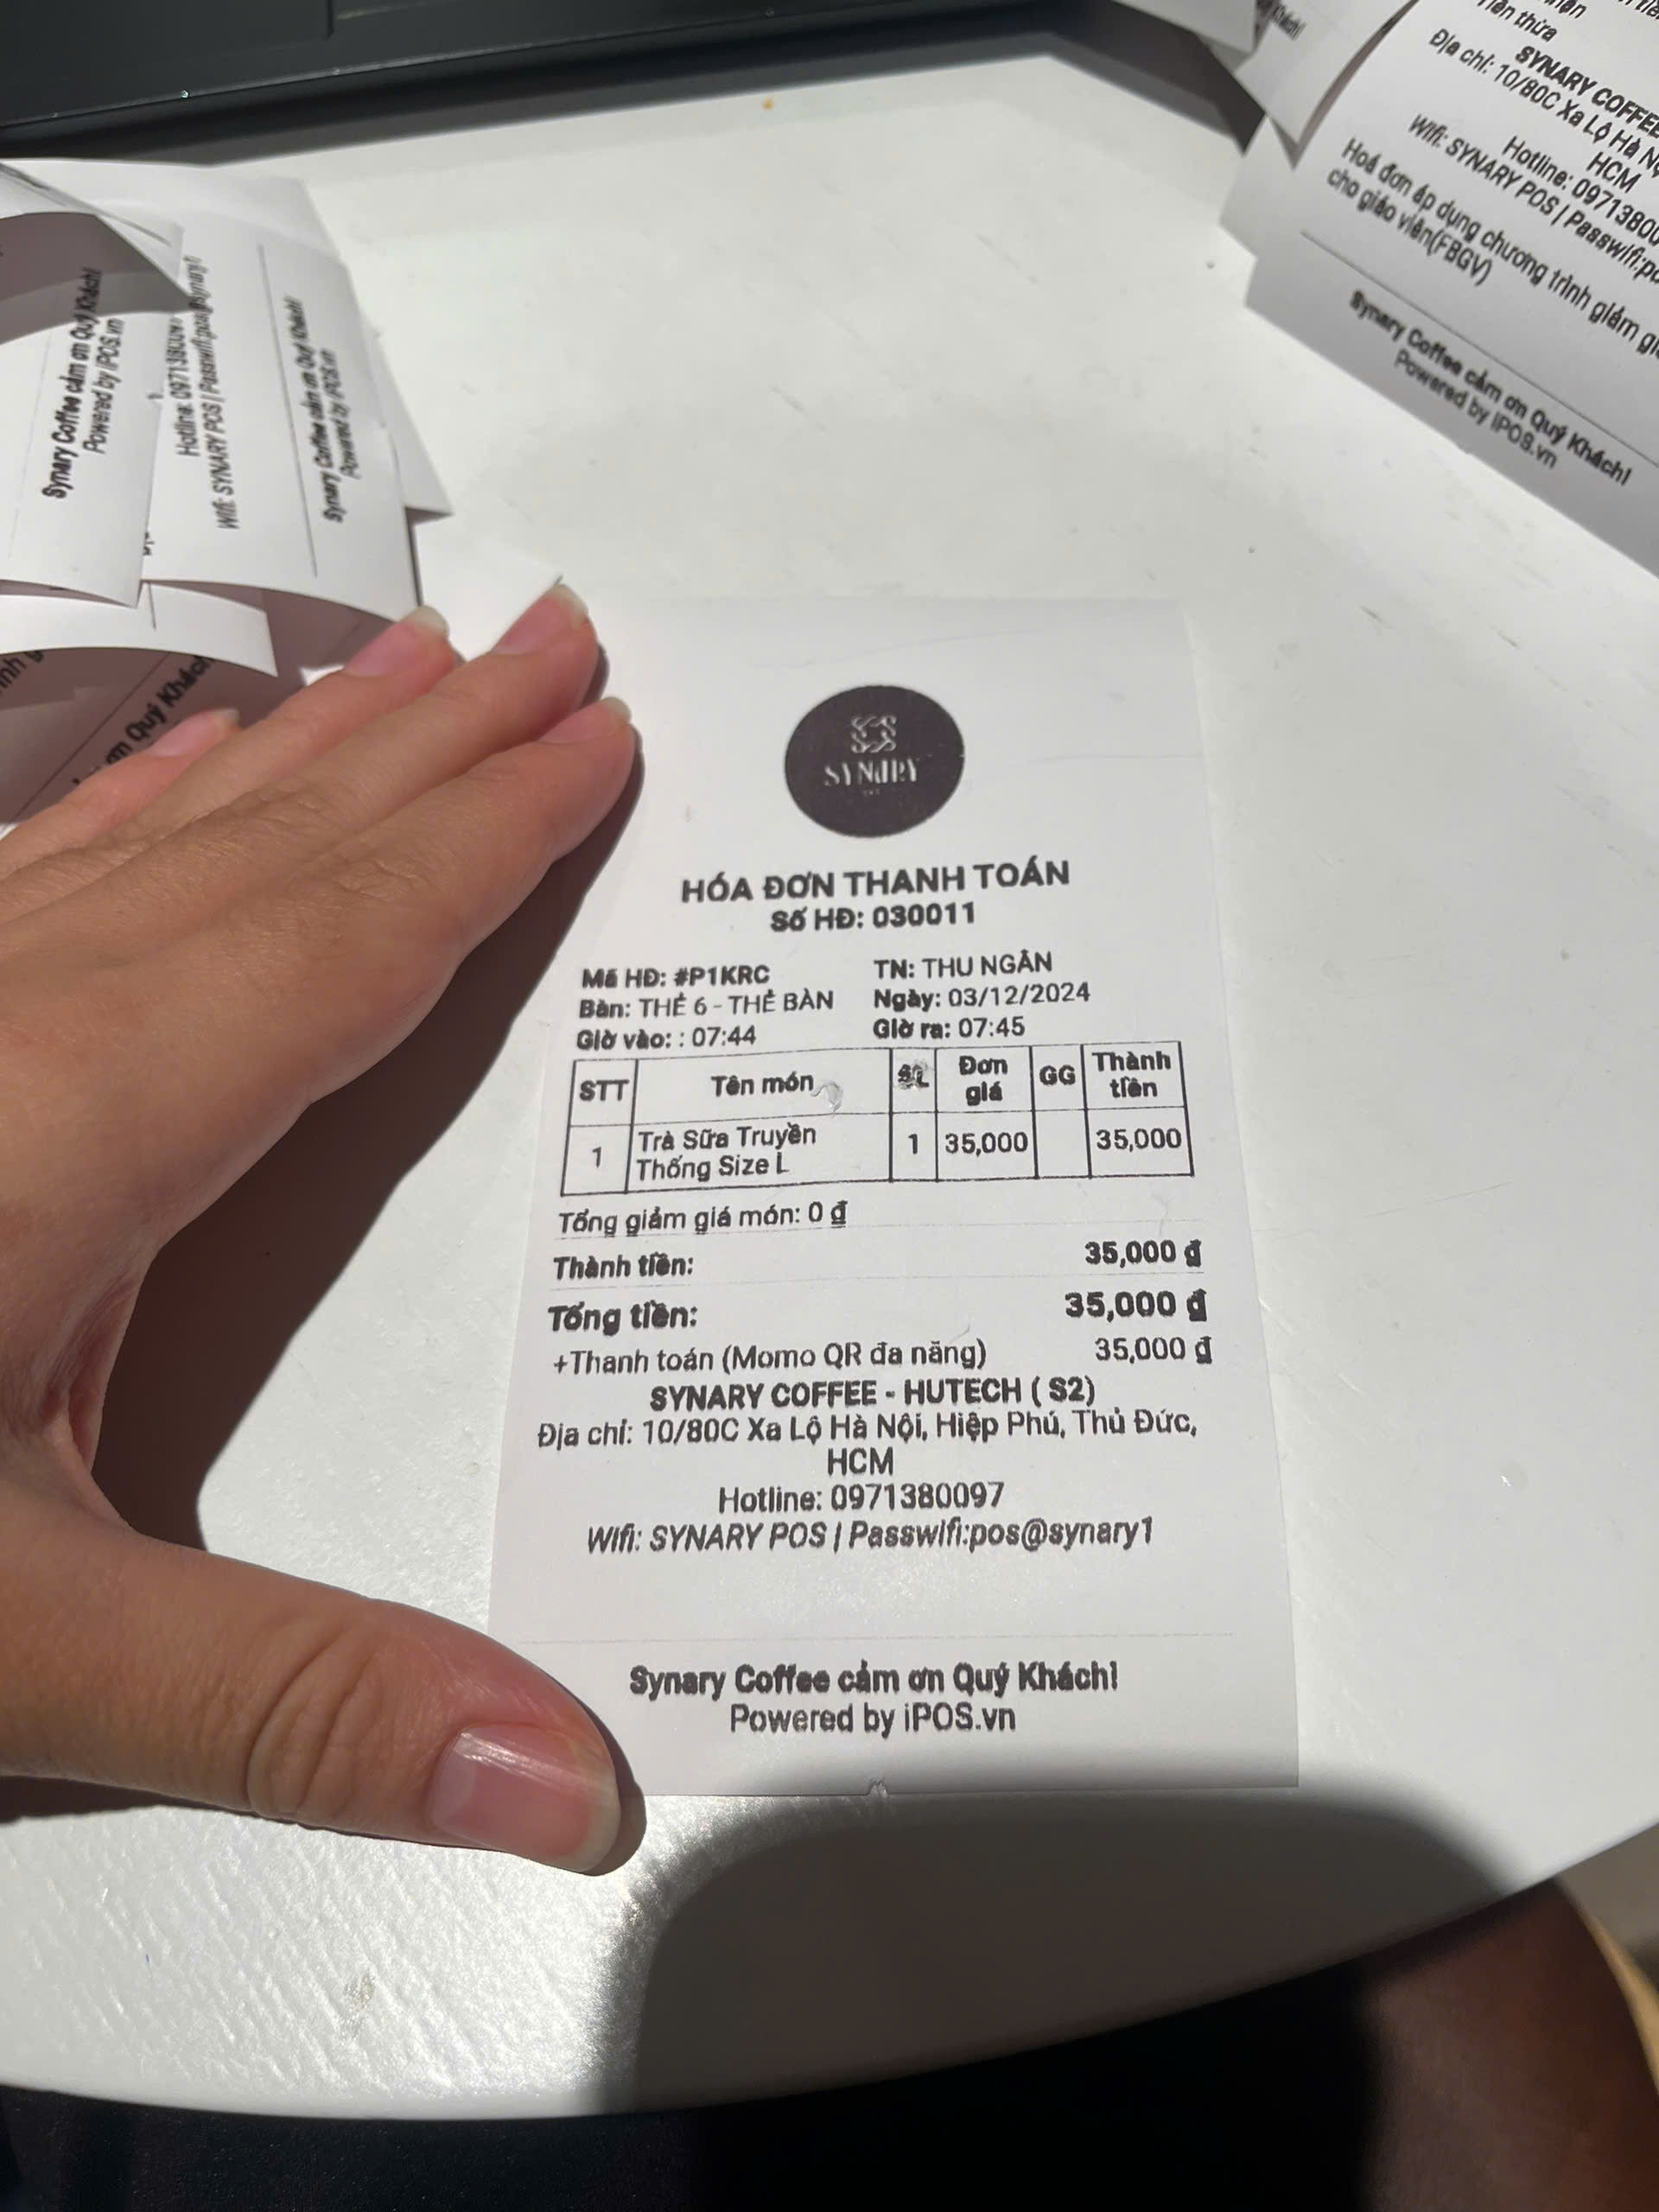 SYNARY
HÓA ĐƠN THANH TOÁN
Số HĐ: 030011
Mã HĐ: #P1KRC TN: THU NGÂN
Bàn: THẺ 6 - THẺ BÀN Ngày: 03/12/2024
Giờ vào: : 07:44 Giờ ra: 07:45
STT Tên món SL Đơn giá GG Thành tiền
1 Trà Sữa Truyền Thống Size L 1 35,000 35,000
Tổng giảm giá món: 0 đ
Thành tiền: 35,000 đ
Tổng tiền: 35,000 đ
+Thanh toán (Momo QR đa năng) 35,000 đ
SYNARY COFFEE - HUTECH ( S2)
Địa chỉ: 10/80C Xa Lộ Hà Nội, Hiệp Phú, Thủ Đức,
HCM
Hotline: 0971380097
Wifi: SYNARY POS | Passwifi:pos@synary1
Synary Coffee cảm ơn Quý Khách!
Powered by iPOS.vn
Tiền thừa
SYNARY COFFEE
Địa chỉ: 10/80C Xa Lộ Hà
HCM
Hotline: 0971380
Wifi: SYNARY POS | Passwifi:
Hoá đơn áp dụng chương trình giảm
cho giáo viên(FBGV)
Synary Coffee cảm ơn Quý Khách!
Powered by iPOS.vn
Synary Coffee cảm ơn Quý Khách!
Powered by iPOS.vn
Hotline:
Wifi: SYNARY POS | Passwifi:pos@synary1
Synary Coffee cảm ơn Quý Khách!
Powered by iPOS.vn
ơn Quý Khách